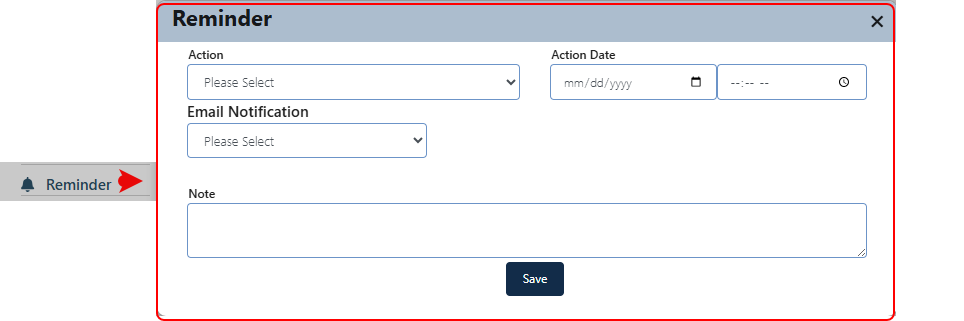 Reminder
Action
Action Date
Please Select
mm/dd/yyyy
--:-- --
Email Notification
Please Select
Reminder
Note
Save